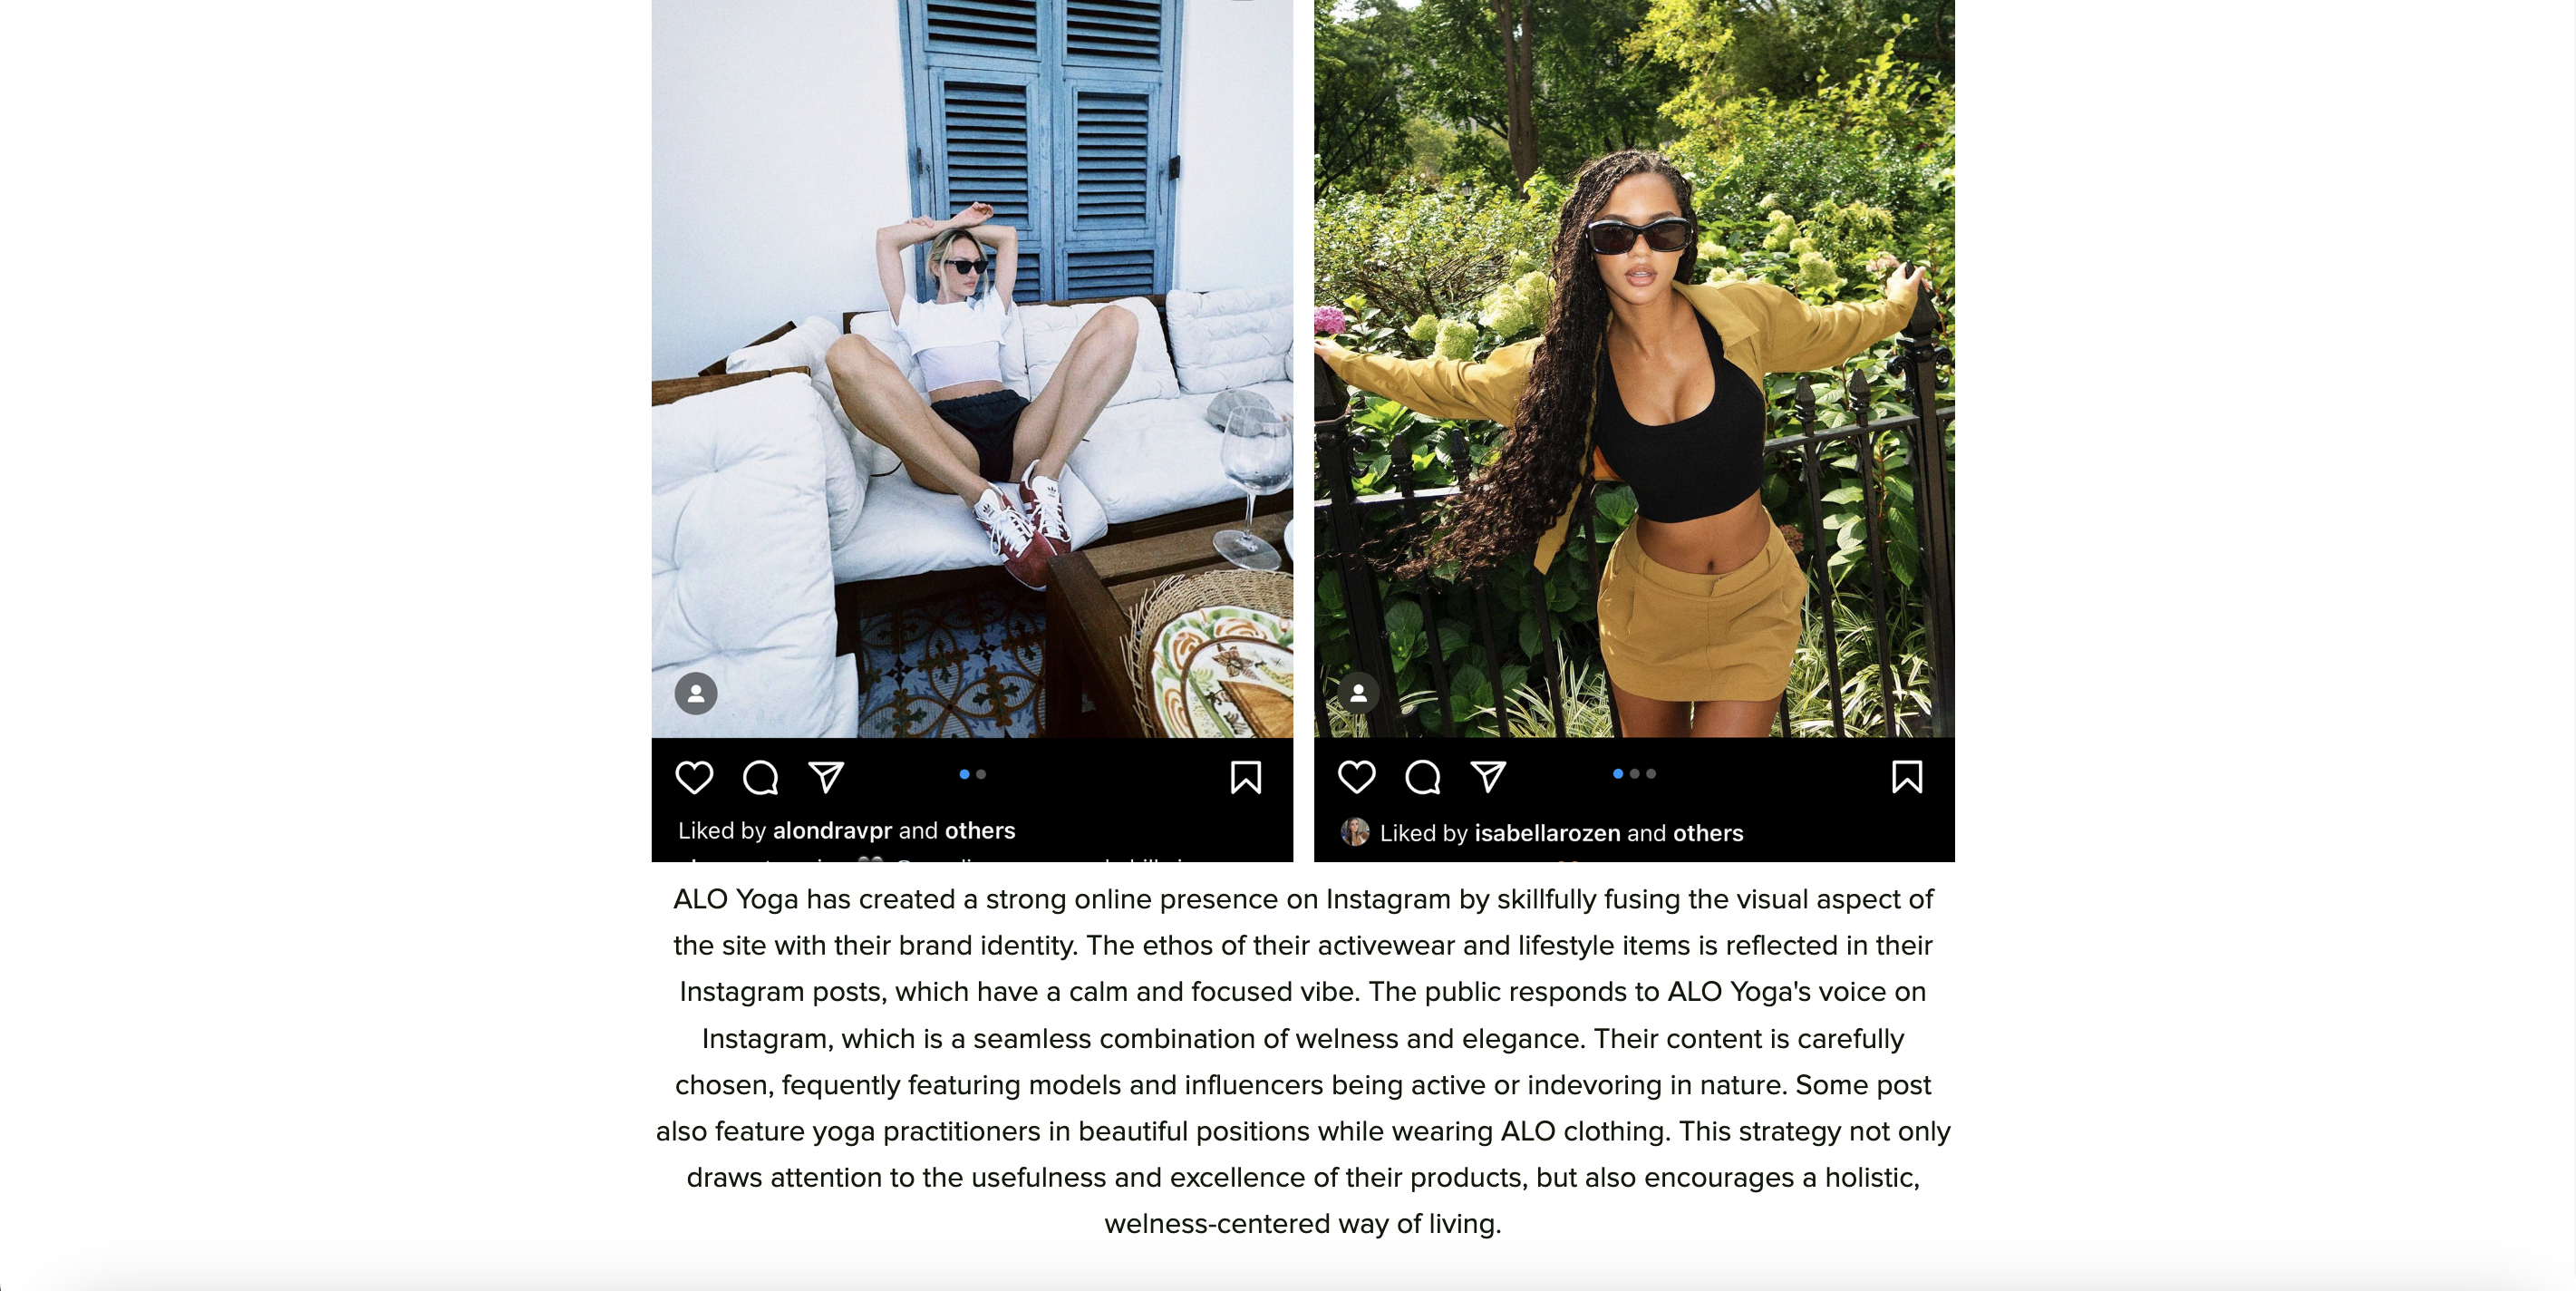 Liked by alondravpr and others
Liked by isabellarozen and others
ALO Yoga has created a strong online presence on Instagram by skillfully fusing the visual aspect of
the site with their brand identity. The ethos of their activewear and lifestyle items is reflected in their
Instagram posts, which have a calm and focused vibe. The public responds to ALO Yoga's voice on
Instagram, which is a seamless combination of welness and elegance. Their content is carefully
chosen, fequently featuring models and influencers being active or indevoring in nature. Some post
also feature yoga practitioners in beautiful positions while wearing ALO clothing. This strategy not only
draws attention to the usefulness and excellence of their products, but also encourages a holistic,
welness-centered way of living.